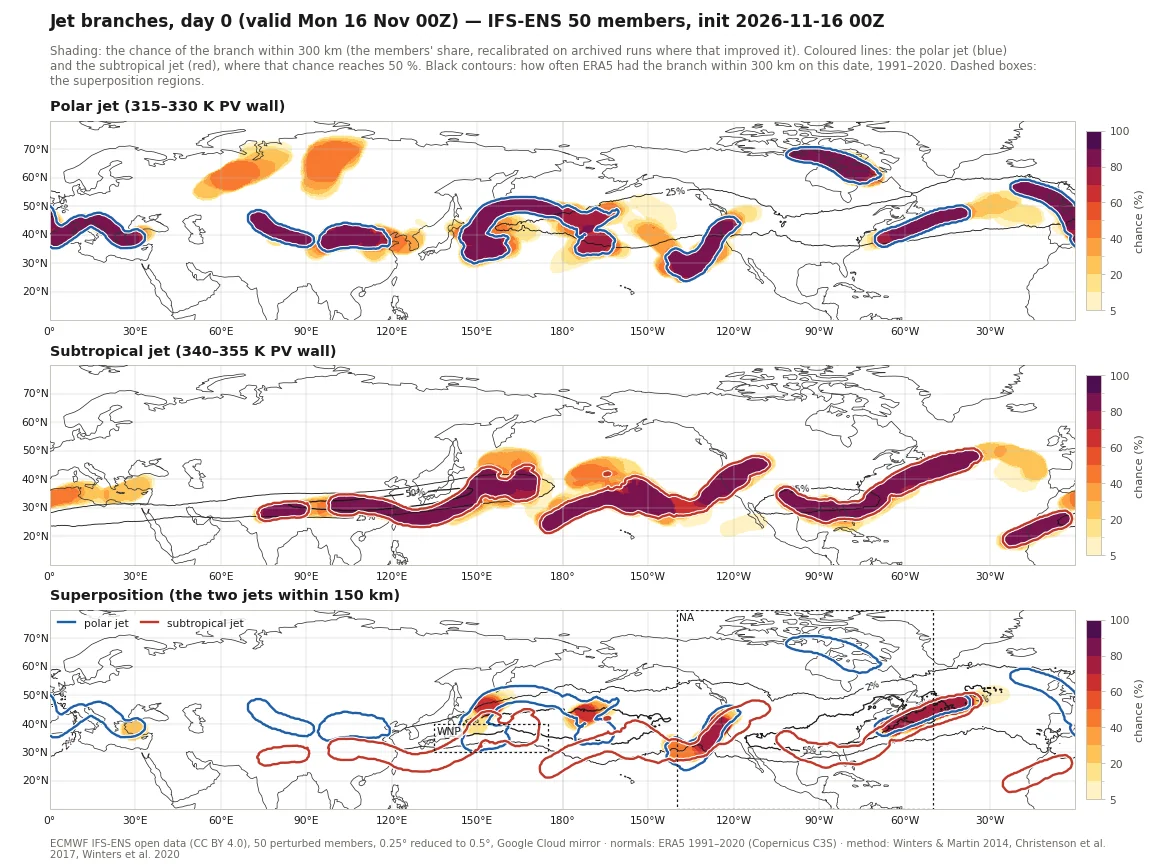 Jet branches, day 0 (valid Mon 16 Nov 00Z) — IFS-ENS 50 members, init 2026-11-16 00Z
Shading: the chance of the branch within 300 km (the members' share, recalibrated on archived runs where that improved it). Coloured lines: the polar jet (blue)
and the subtropical jet (red), where that chance reaches 50 %. Black contours: how often ERA5 had the branch within 300 km on this date, 1991–2020. Dashed boxes:
the superposition regions.
Polar jet (315–330 K PV wall)
70°N
60°N
50°N
40°N
30°N
20°N
25%
0° 30°E 60°E 90°E 120°E 150°E 180° 150°W 120°W 90°W 60°W 30°W
100
80
60
40
20
5
chance (%)
Subtropical jet (340–355 K PV wall)
70°N
60°N
50°N
40°N
30°N
20°N
50%
25%
0° 30°E 60°E 90°E 120°E 150°E 180° 150°W 120°W 90°W 60°W 30°W
100
80
60
40
20
5
chance (%)
Superposition (the two jets within 150 km)
polar jet subtropical jet
NA
WNP
70°N
60°N
50°N
40°N
30°N
20°N
2%
5%
0° 30°E 60°E 90°E 120°E 150°E 180° 150°W 120°W 90°W 60°W 30°W
100
80
60
40
20
5
chance (%)
ECMWF IFS-ENS open data (CC BY 4.0), 50 perturbed members, 0.25° reduced to 0.5°, Google Cloud mirror · normals: ERA5 1991–2020 (Copernicus C3S) · method: Winters & Martin 2014, Christenson et al.
2017, Winters et al. 2020